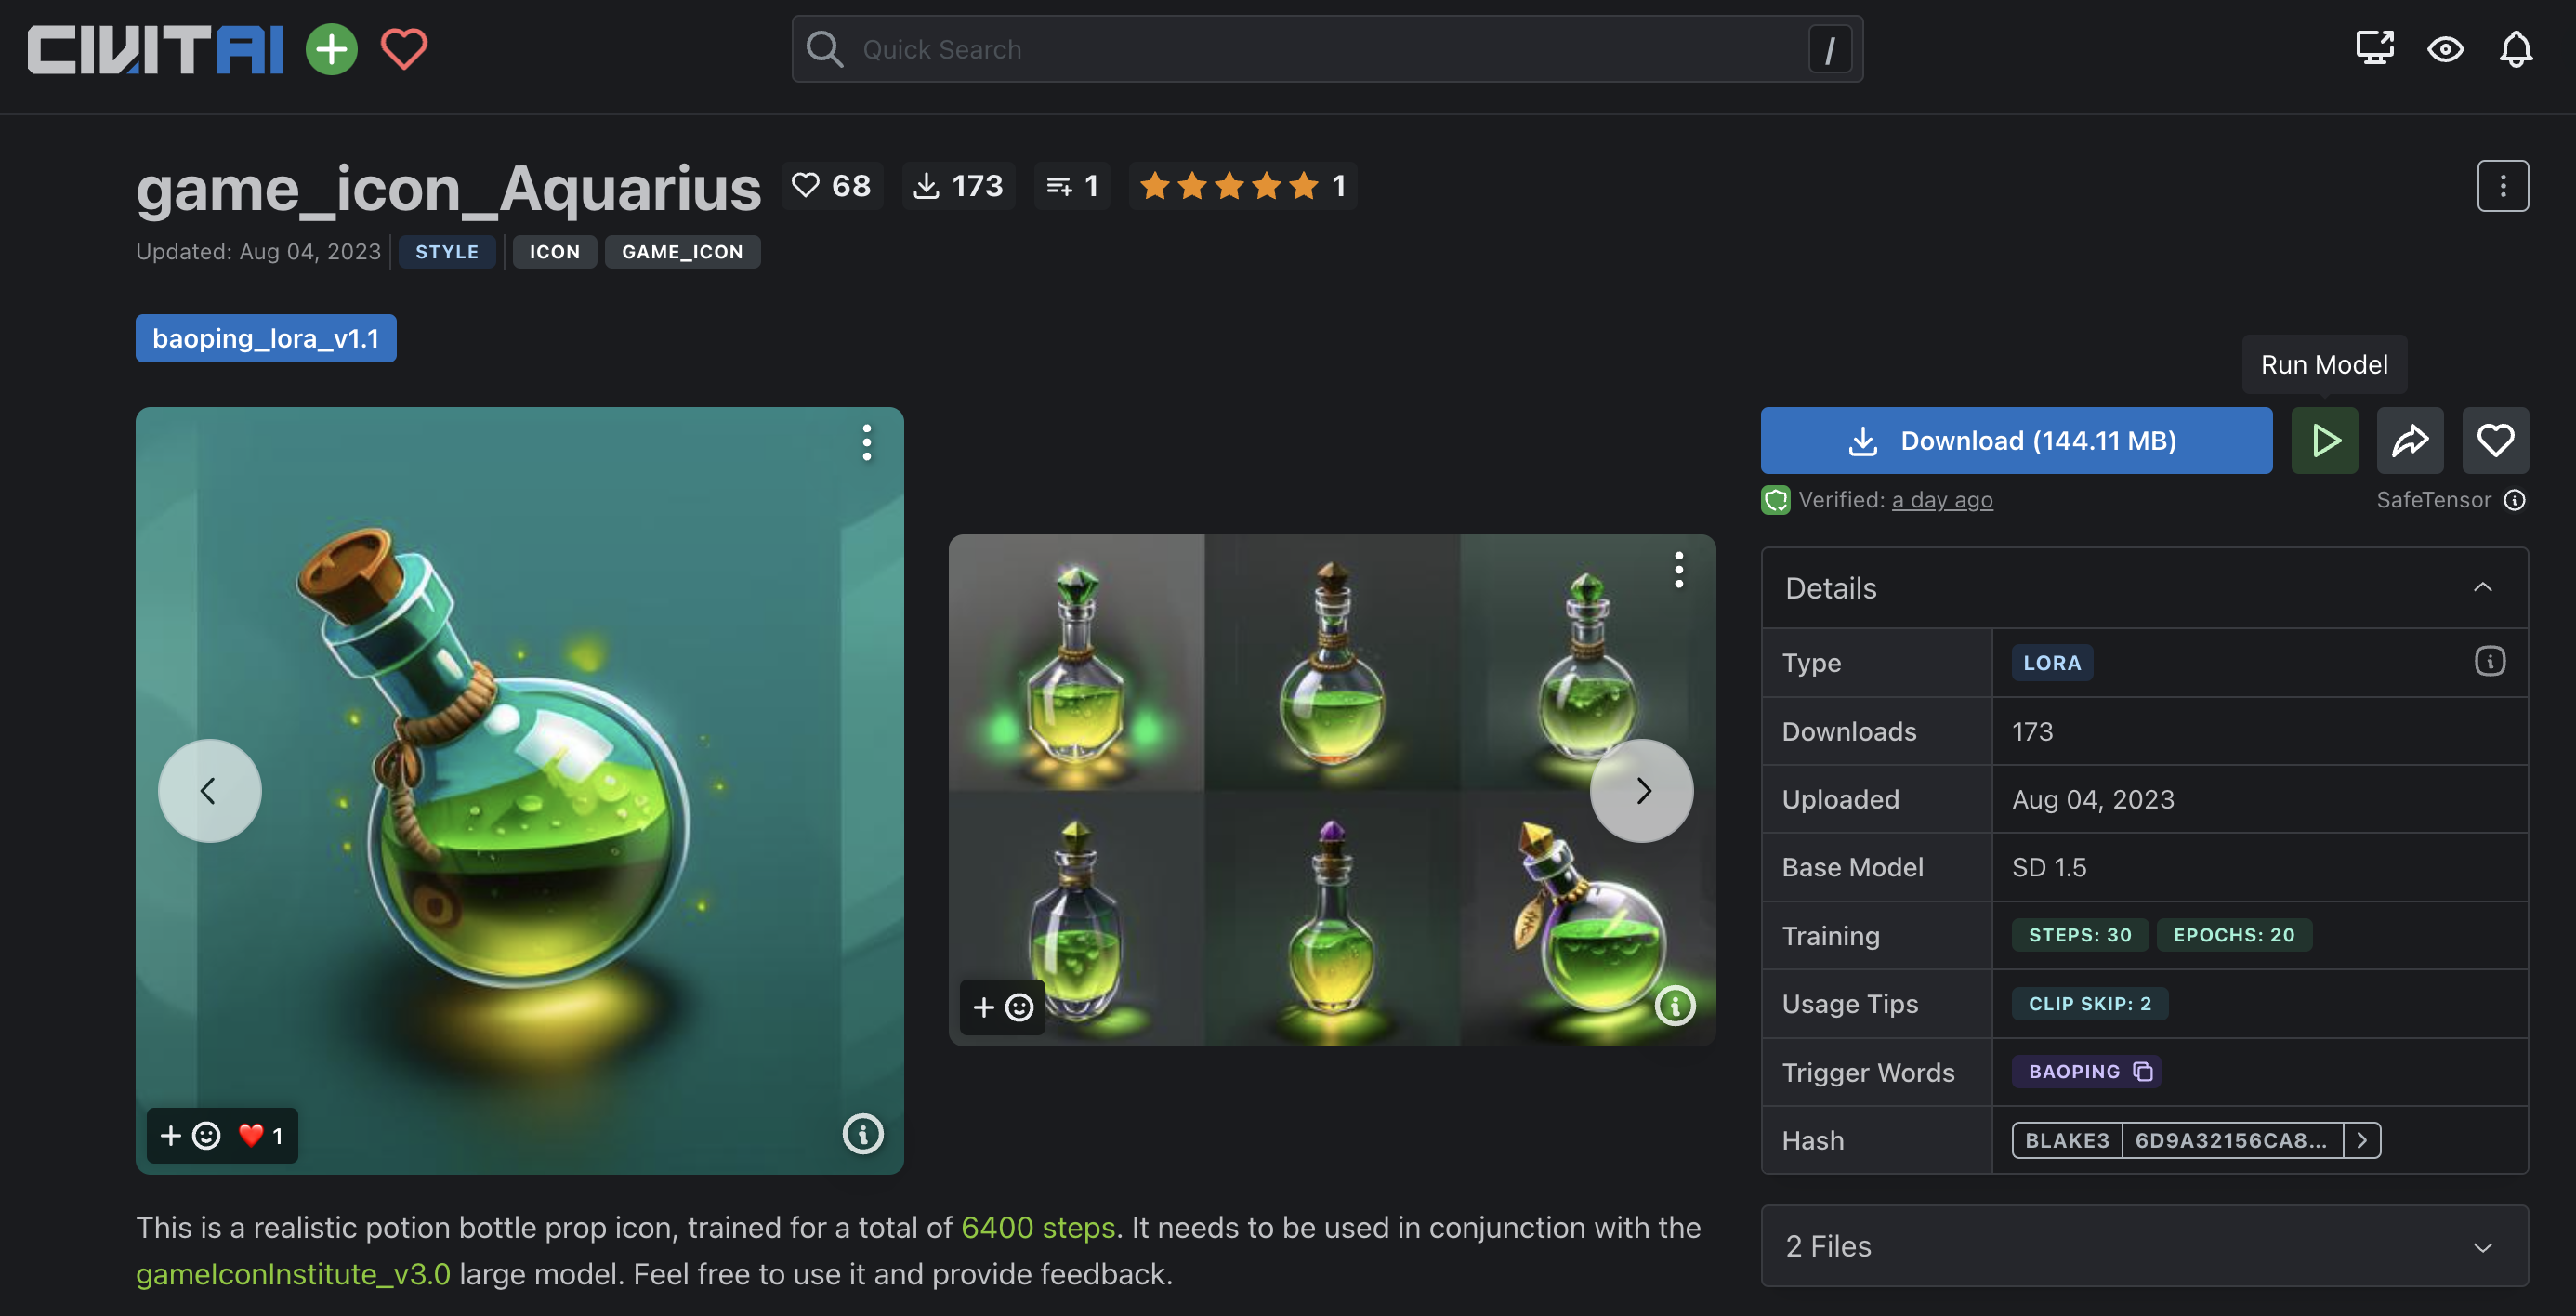 CIVITAI
Quick Search
/
game_icon_Aquarius
68
173
1
1
Updated: Aug 04, 2023
STYLE
ICON
GAME_ICON
baoping_lora_v1.1
Run Model
Download (144.11 MB)
Verified: a day ago
SafeTensor
Details
Type
LORA
Downloads
173
Uploaded
Aug 04, 2023
Base Model
SD 1.5
Training
STEPS: 30
EPOCHS: 20
Usage Tips
CLIP SKIP: 2
Trigger Words
BAOPING
Hash
BLAKE3
6D9A32156CA8...
1
This is a realistic potion bottle prop icon, trained for a total of 6400 steps. It needs to be used in conjunction with the
gameIconInstitute_v3.0 large model. Feel free to use it and provide feedback.
2 Files